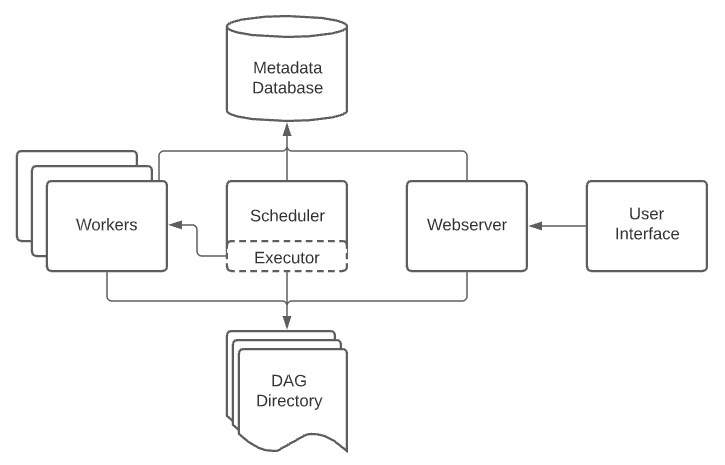 Metadata
Database
Workers
Scheduler
Executor
Webserver
User
Interface
DAG
Directory